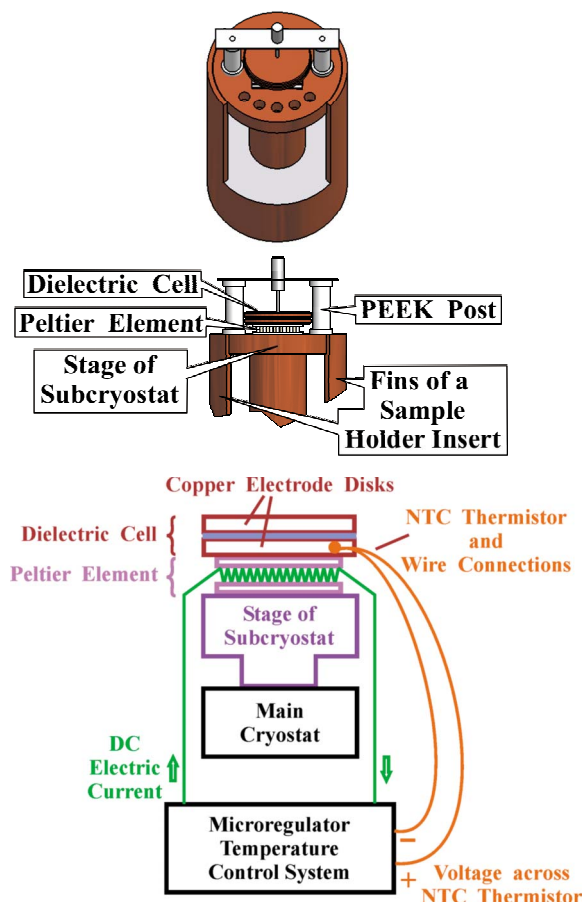 Dielectric Cell
Peltier Element
PEEK Post
Stage of
Subcryostat
Fins of a
Sample
Holder Insert
Copper Electrode Disks
Dielectric Cell
NTC Thermistor
and
Wire Connections
Peltier Element
Stage of
Subcryostat
Main
Cryostat
DC
Electric
Current
Microregulator
Temperature
Control System
−
+
Voltage across
NTC Thermistor